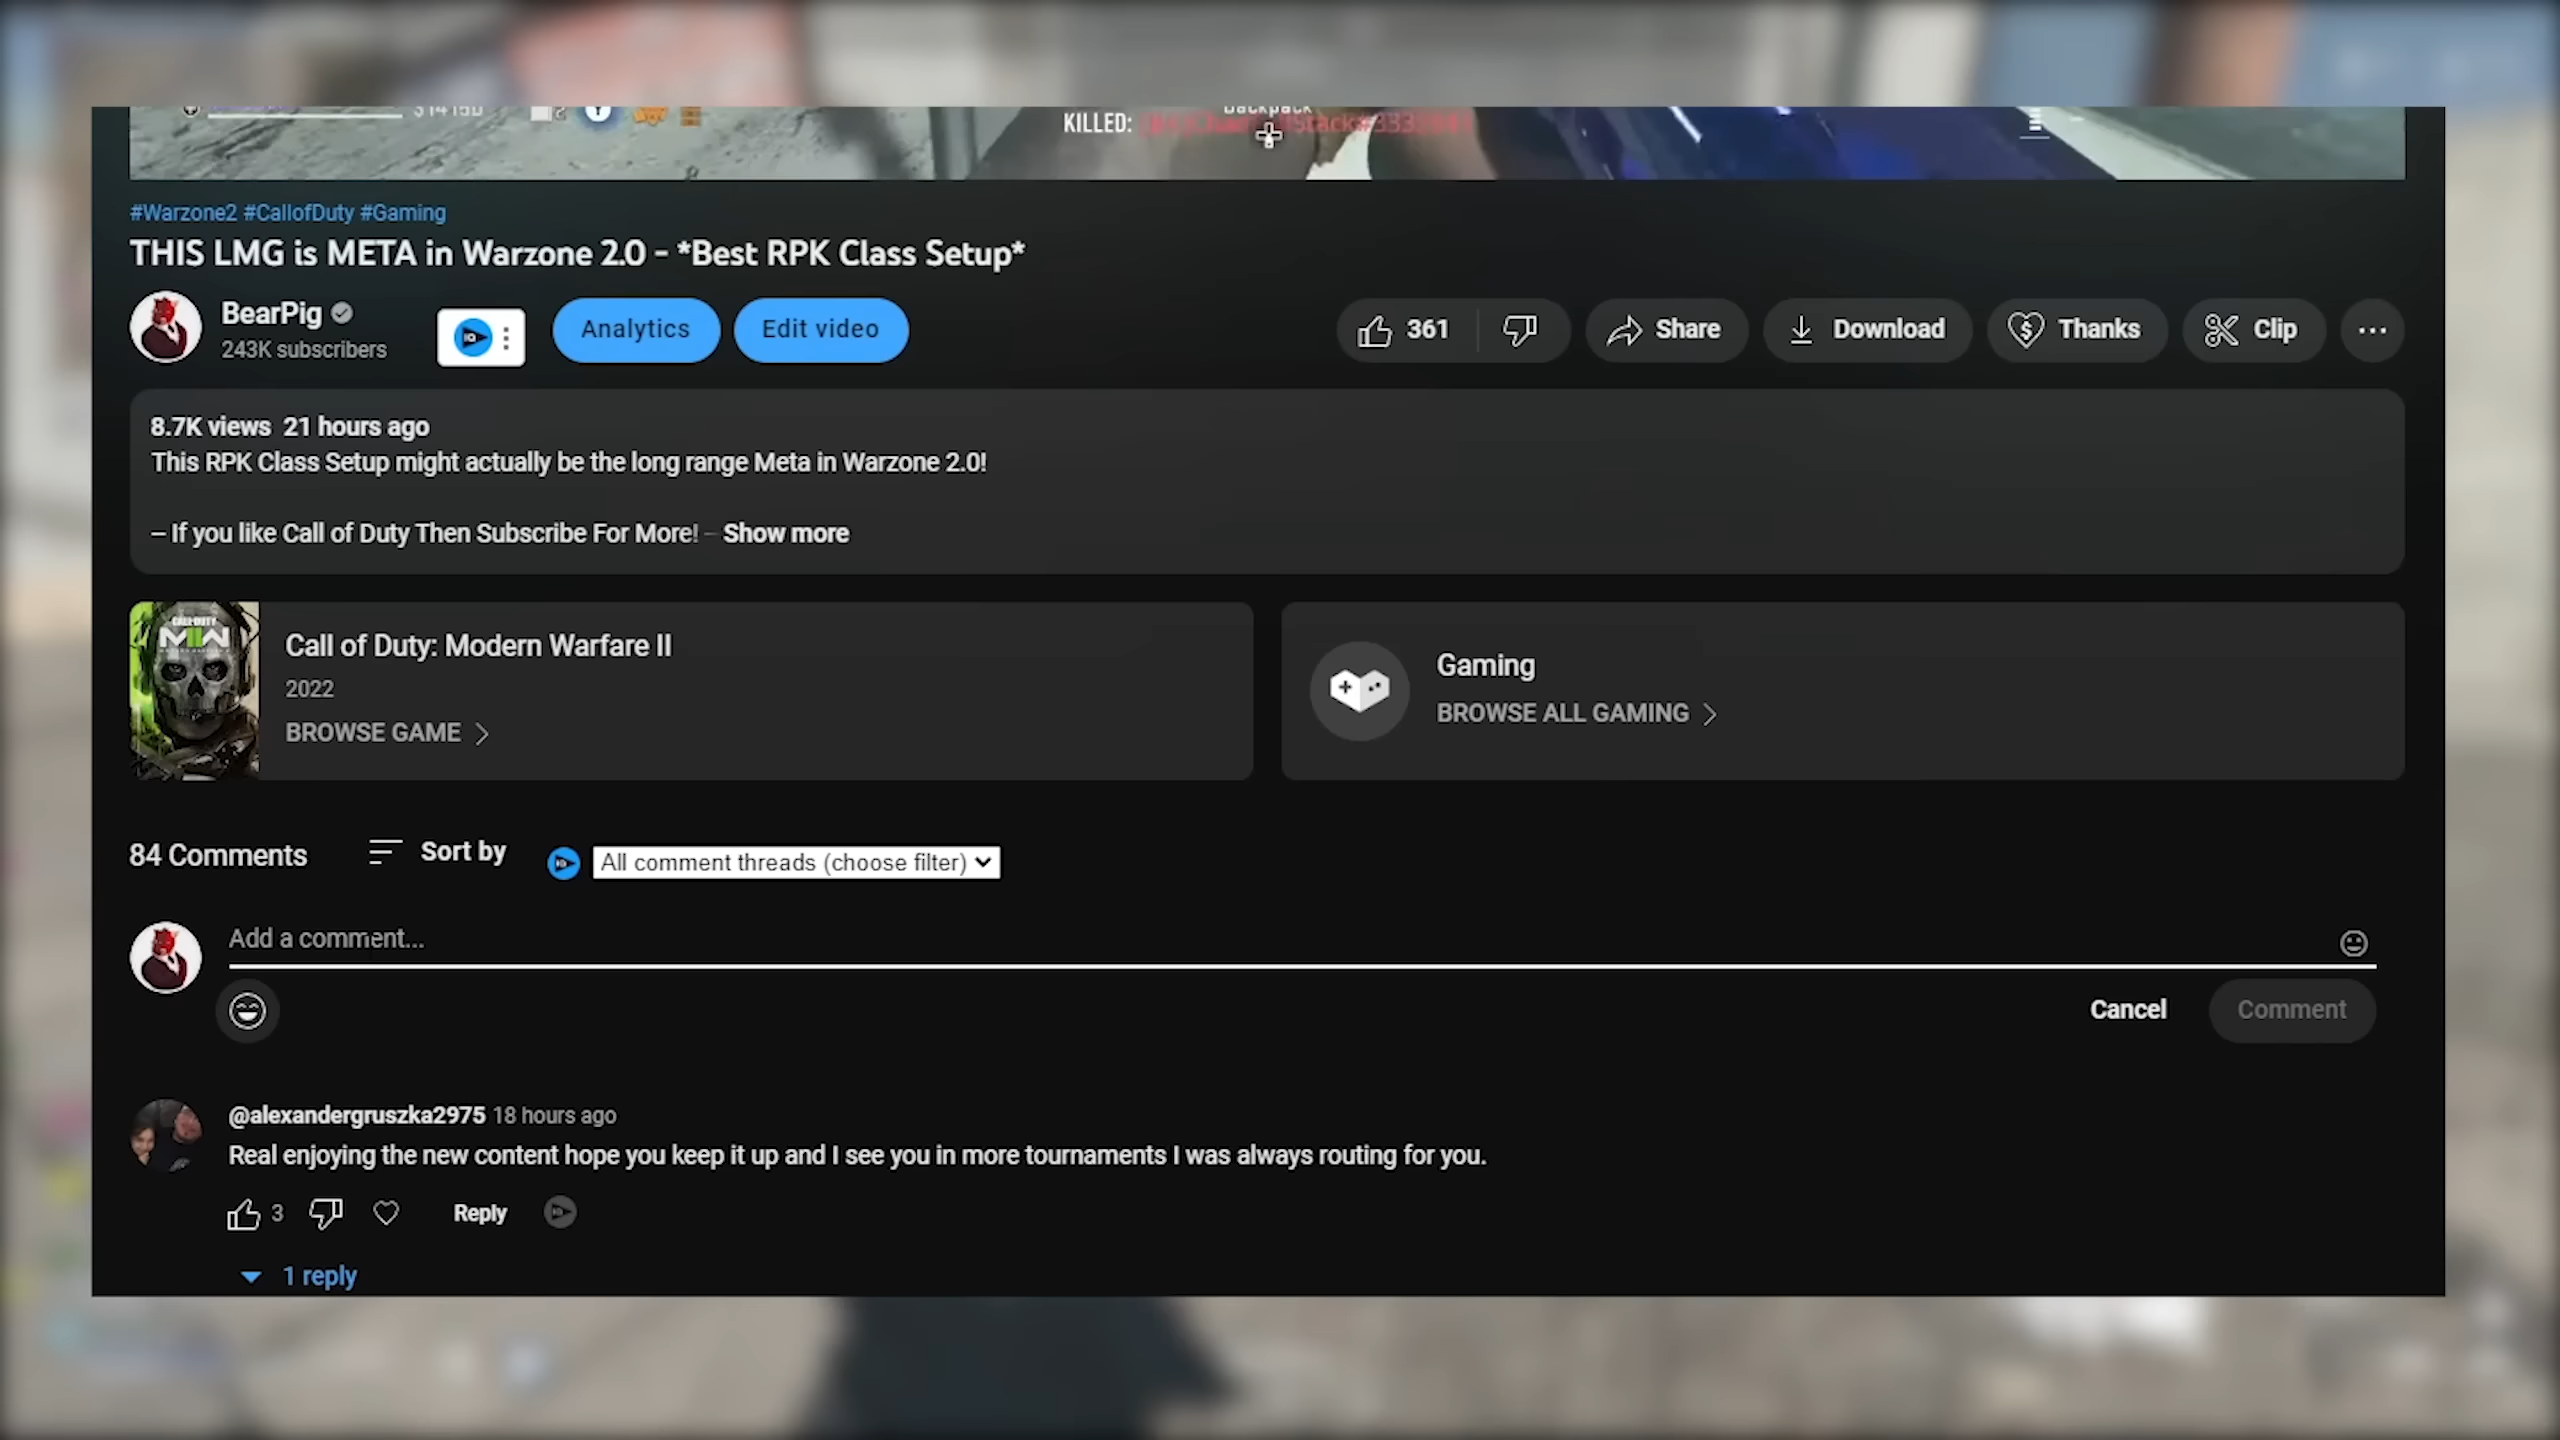 Backpack
KILLED:
#Warzone2 #CallofDuty #Gaming
THIS LMG is META in Warzone 2.0 - *Best RPK Class Setup*
BearPig
243K subscribers
Analytics
Edit video
361
Share
Download
Thanks
Clip
8.7K views 21 hours ago
This RPK Class Setup might actually be the long range Meta in Warzone 2.0!
– If you like Call of Duty Then Subscribe For More! – Show more
CALL OF DUTY
MWII
Call of Duty: Modern Warfare II
2022
BROWSE GAME
Gaming
BROWSE ALL GAMING
84 Comments
Sort by
All comment threads (choose filter)
Add a comment...
Cancel
Comment
@alexandergruszka2975 18 hours ago
Real enjoying the new content hope you keep it up and I see you in more tournaments I was always routing for you.
3
Reply
1 reply